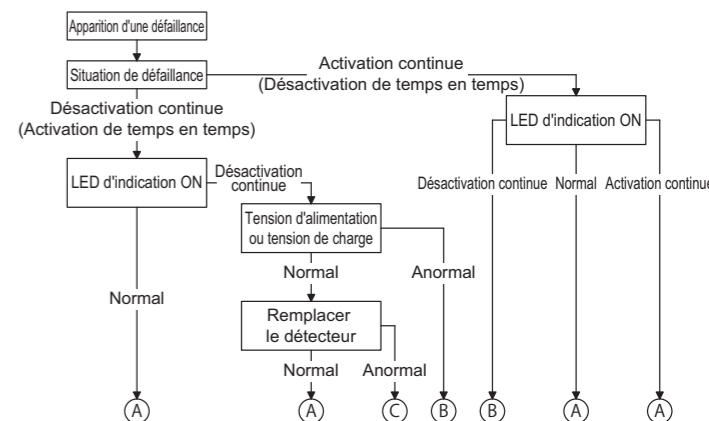 Apparition d'une défaillance
Situation de défaillance
Activation continue
(Désactivation de temps en temps)
Désactivation continue
(Activation de temps en temps)
LED d'indication ON
LED d'indication ON
Désactivation
continue
Désactivation continue
Normal
Activation continue
Tension d'alimentation
ou tension de charge
Normal
Anormal
Normal
Remplacer
le détecteur
Normal
Anormal
A
A
C
B
B
A
A